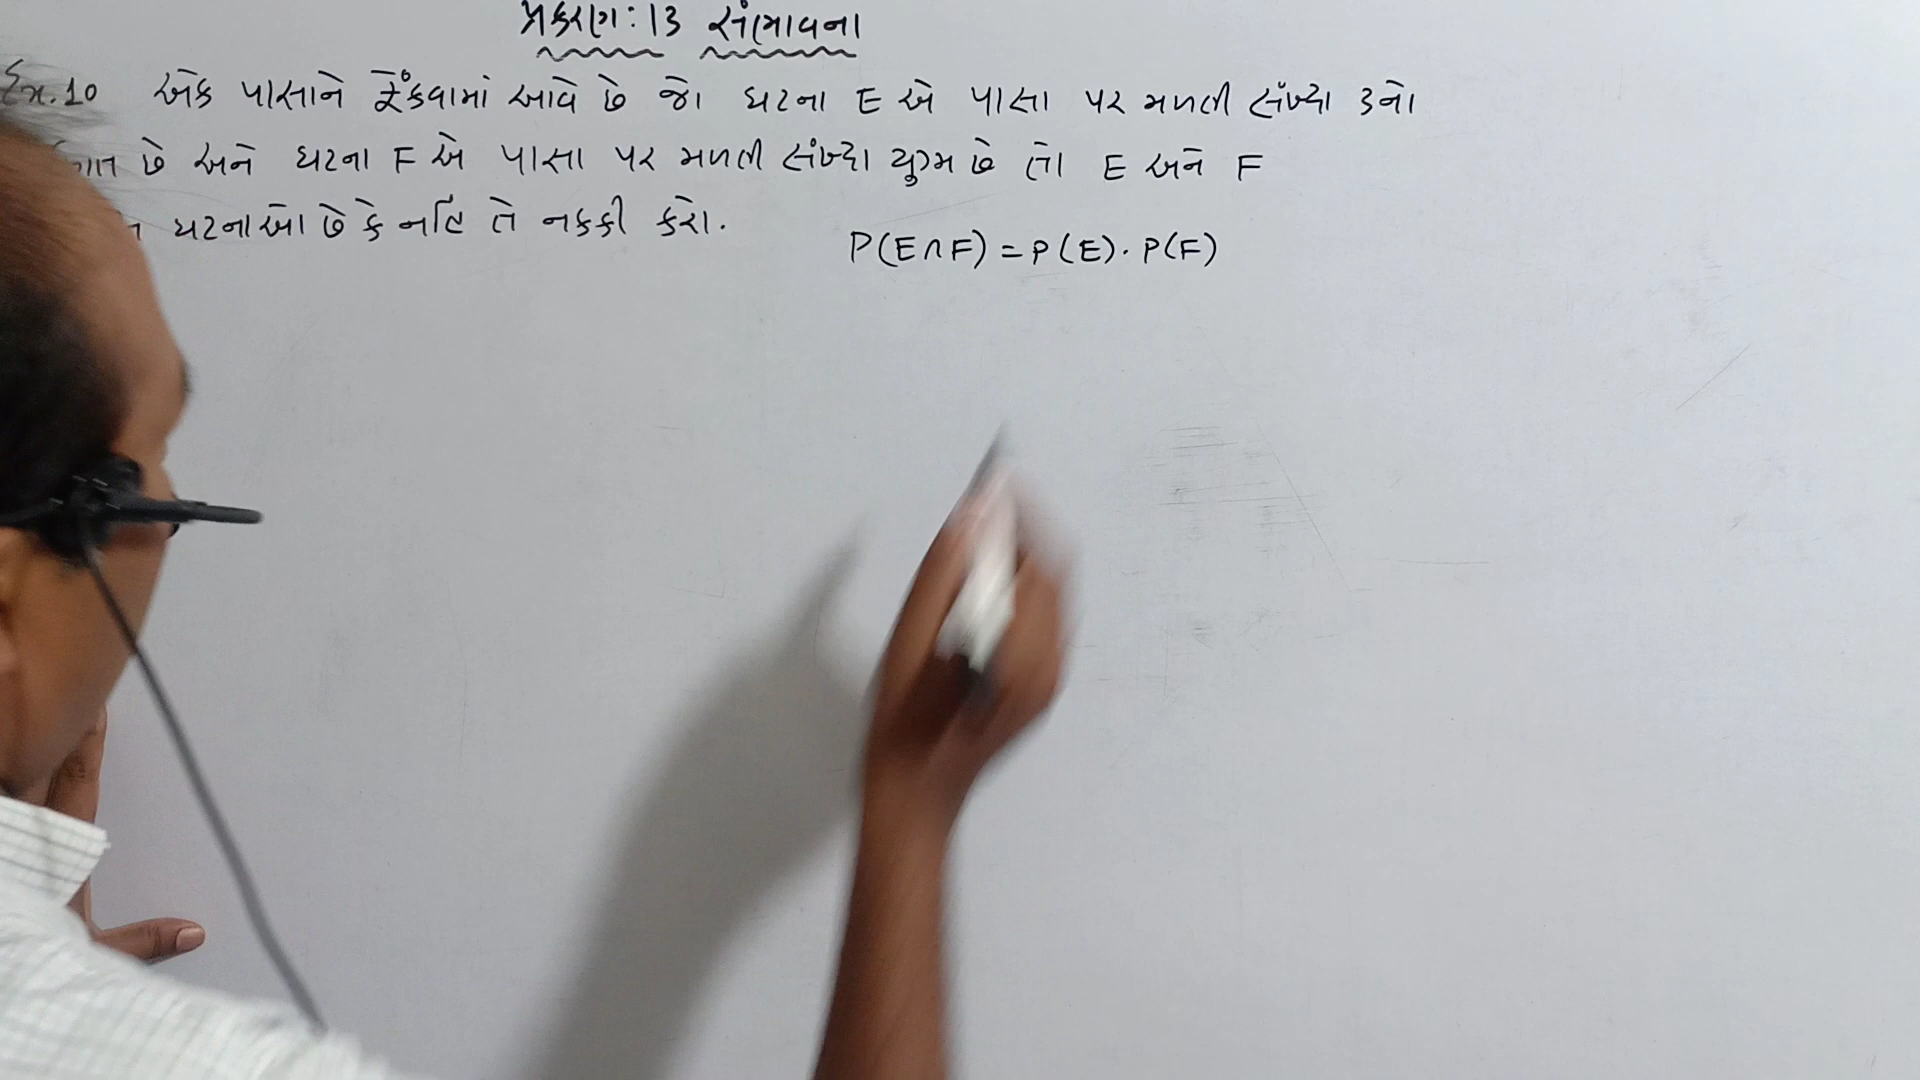 પ્રકરણ : 13 સંભાવના
Ex.10 એક પાસાને ફેંકવામાં આવે છે જો ઘટના E એ પાસા પર મળતી સંખ્યા 3નો
છે અને ઘટના F એ પાસા પર મળતી સંખ્યા યુગ્મ છે તો E અને F
ઘટનાઓ છે કે નહિ તે નક્કી કરો.
P(E∩F) = P(E) · P(F)